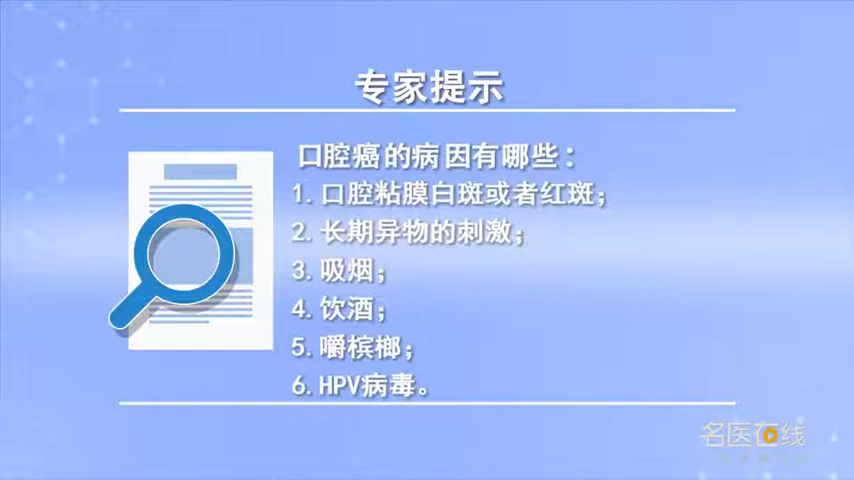 专家提示
口腔癌的病因有哪些：
1.口腔粘膜白斑或者红斑；
2.长期异物的刺激；
3.吸烟；
4.饮酒；
5.嚼槟榔；
6.HPV病毒。
名医在线